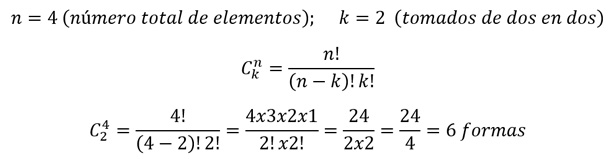 n = 4 (número total de elementos);   k = 2 (tomados de dos en dos)
C_k^n = n! / (n − k)! k!
C_2^4 = 4! / (4 − 2)! 2! = 4x3x2x1 / 2! x2! = 24 / 2x2 = 24 / 4 = 6 formas